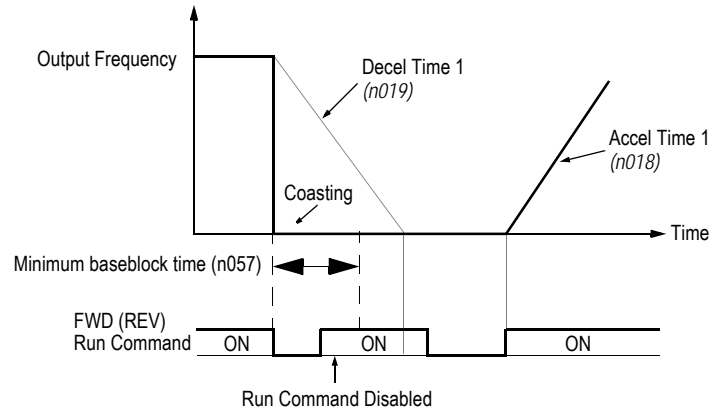 Output Frequency
Decel Time 1
(n019)
Accel Time 1
(n018)
Coasting
Time
Minimum baseblock time (n057)
FWD (REV)
Run Command
ON
ON
ON
Run Command Disabled